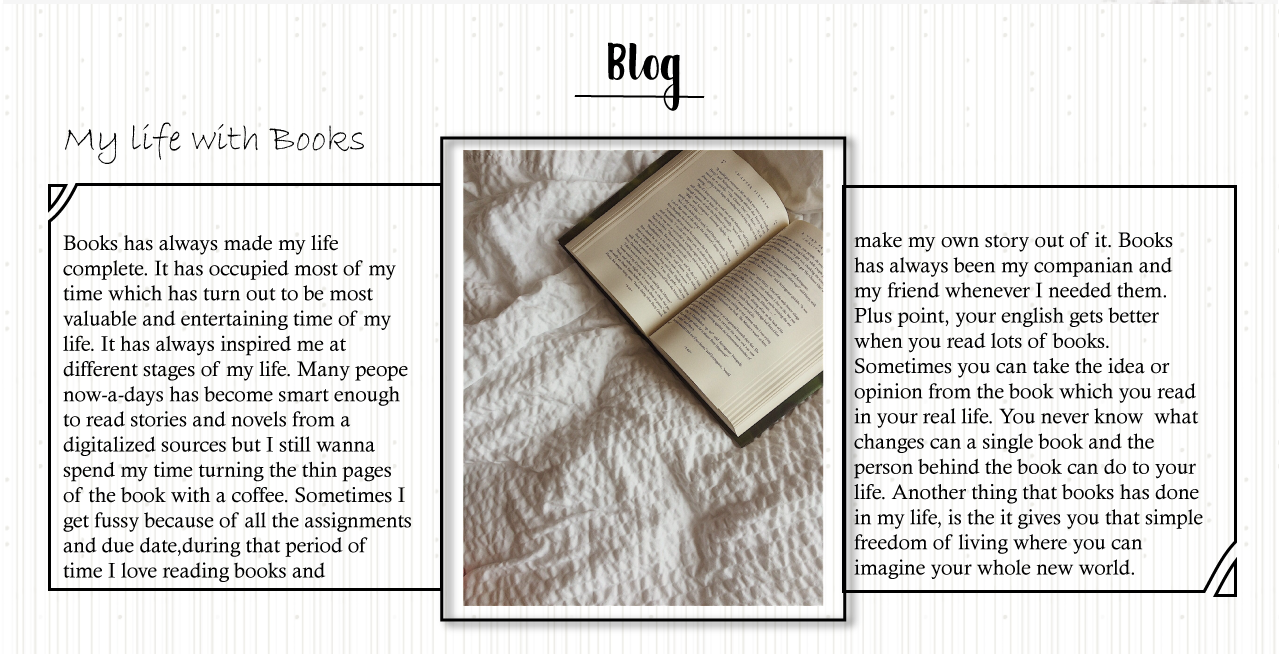 Blog
My life with Books
Books has always made my life
complete. It has occupied most of my
time which has turn out to be most
valuable and entertaining time of my
life. It has always inspired me at
different stages of my life. Many peope
now-a-days has become smart enough
to read stories and novels from a
digitalized sources but I still wanna
spend my time turning the thin pages
of the book with a coffee. Sometimes I
get fussy because of all the assignments
and due date,during that period of
time I love reading books and
make my own story out of it. Books
has always been my companian and
my friend whenever I needed them.
Plus point, your english gets better
when you read lots of books.
Sometimes you can take the idea or
opinion from the book which you read
in your real life. You never know  what
changes can a single book and the
person behind the book can do to your
life. Another thing that books has done
in my life, is the it gives you that simple
freedom of living where you can
imagine your whole new world.